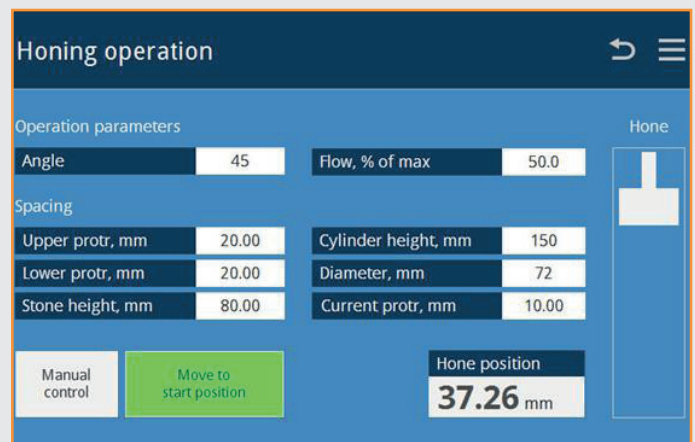 Honing operation
Operation parameters
Hone
Angle 45 Flow, % of max 50.0
Spacing
Upper protr, mm 20.00 Cylinder height, mm 150
Lower protr, mm 20.00 Diameter, mm 72
Stone height, mm 80.00 Current protr, mm 10.00
Manual
control
Move to
start position
Hone position
37.26 mm